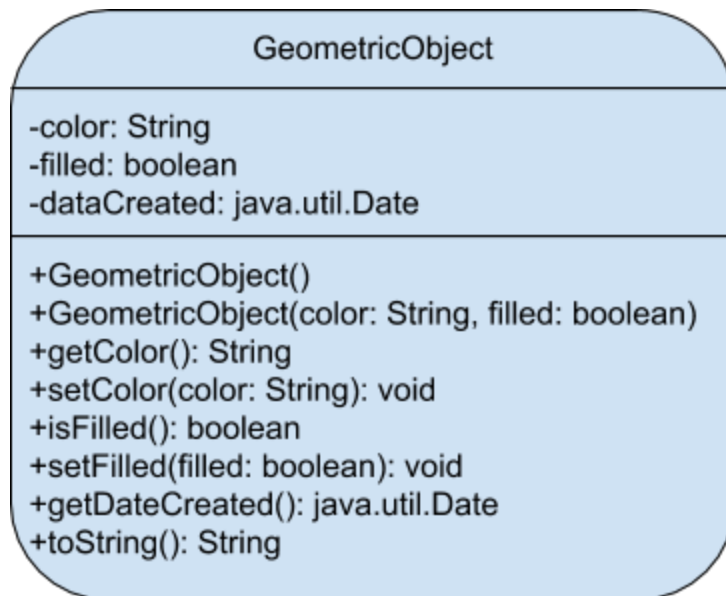 GeometricObject
-color: String
-filled: boolean
-dataCreated: java.util.Date
+GeometricObject()
+GeometricObject(color: String, filled: boolean)
+getColor(): String
+setColor(color: String): void
+isFilled(): boolean
+setFilled(filled: boolean): void
+getDateCreated(): java.util.Date
+toString(): String